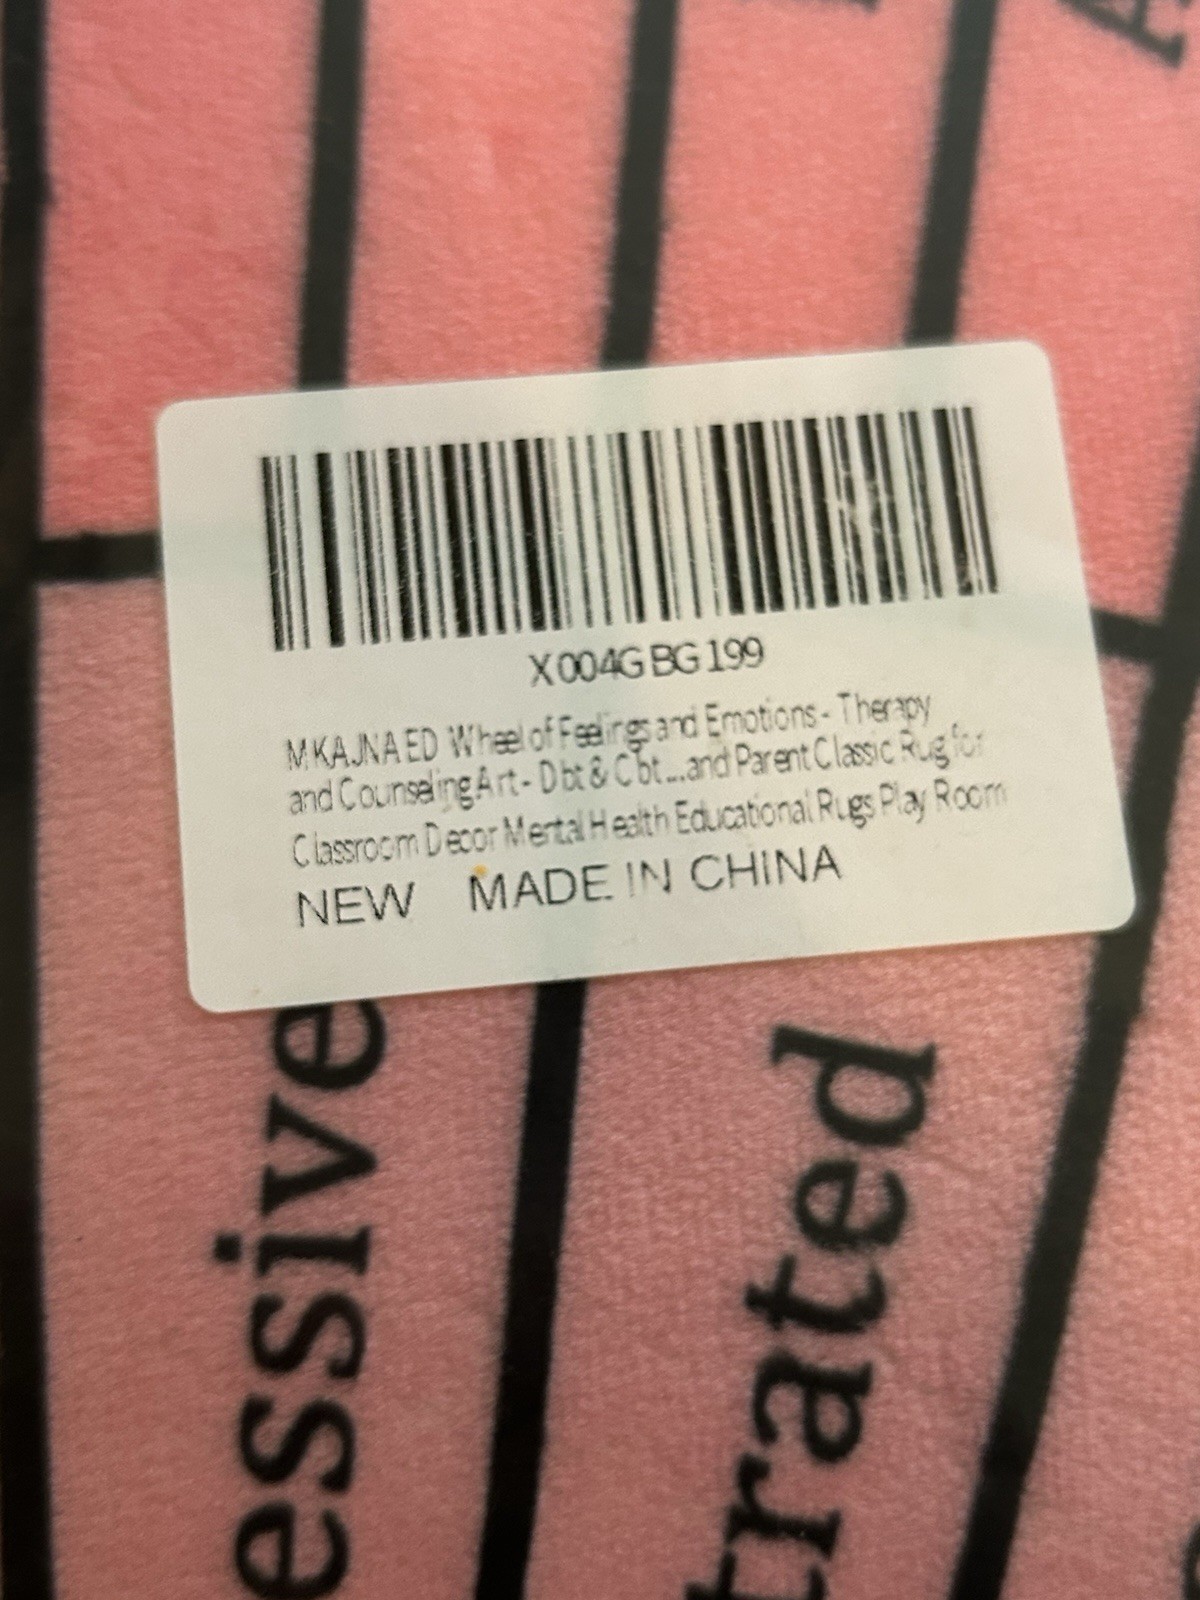 X004GBG199
MKAJNAED Wheel of Feelings and Emotions - Therapy
and Counseling Art - Dbt & Cbt...and Parent Classic Rug for
Classroom Decor Mental Health Educational Rugs Play Room
NEW MADE IN CHINA
essive
trated